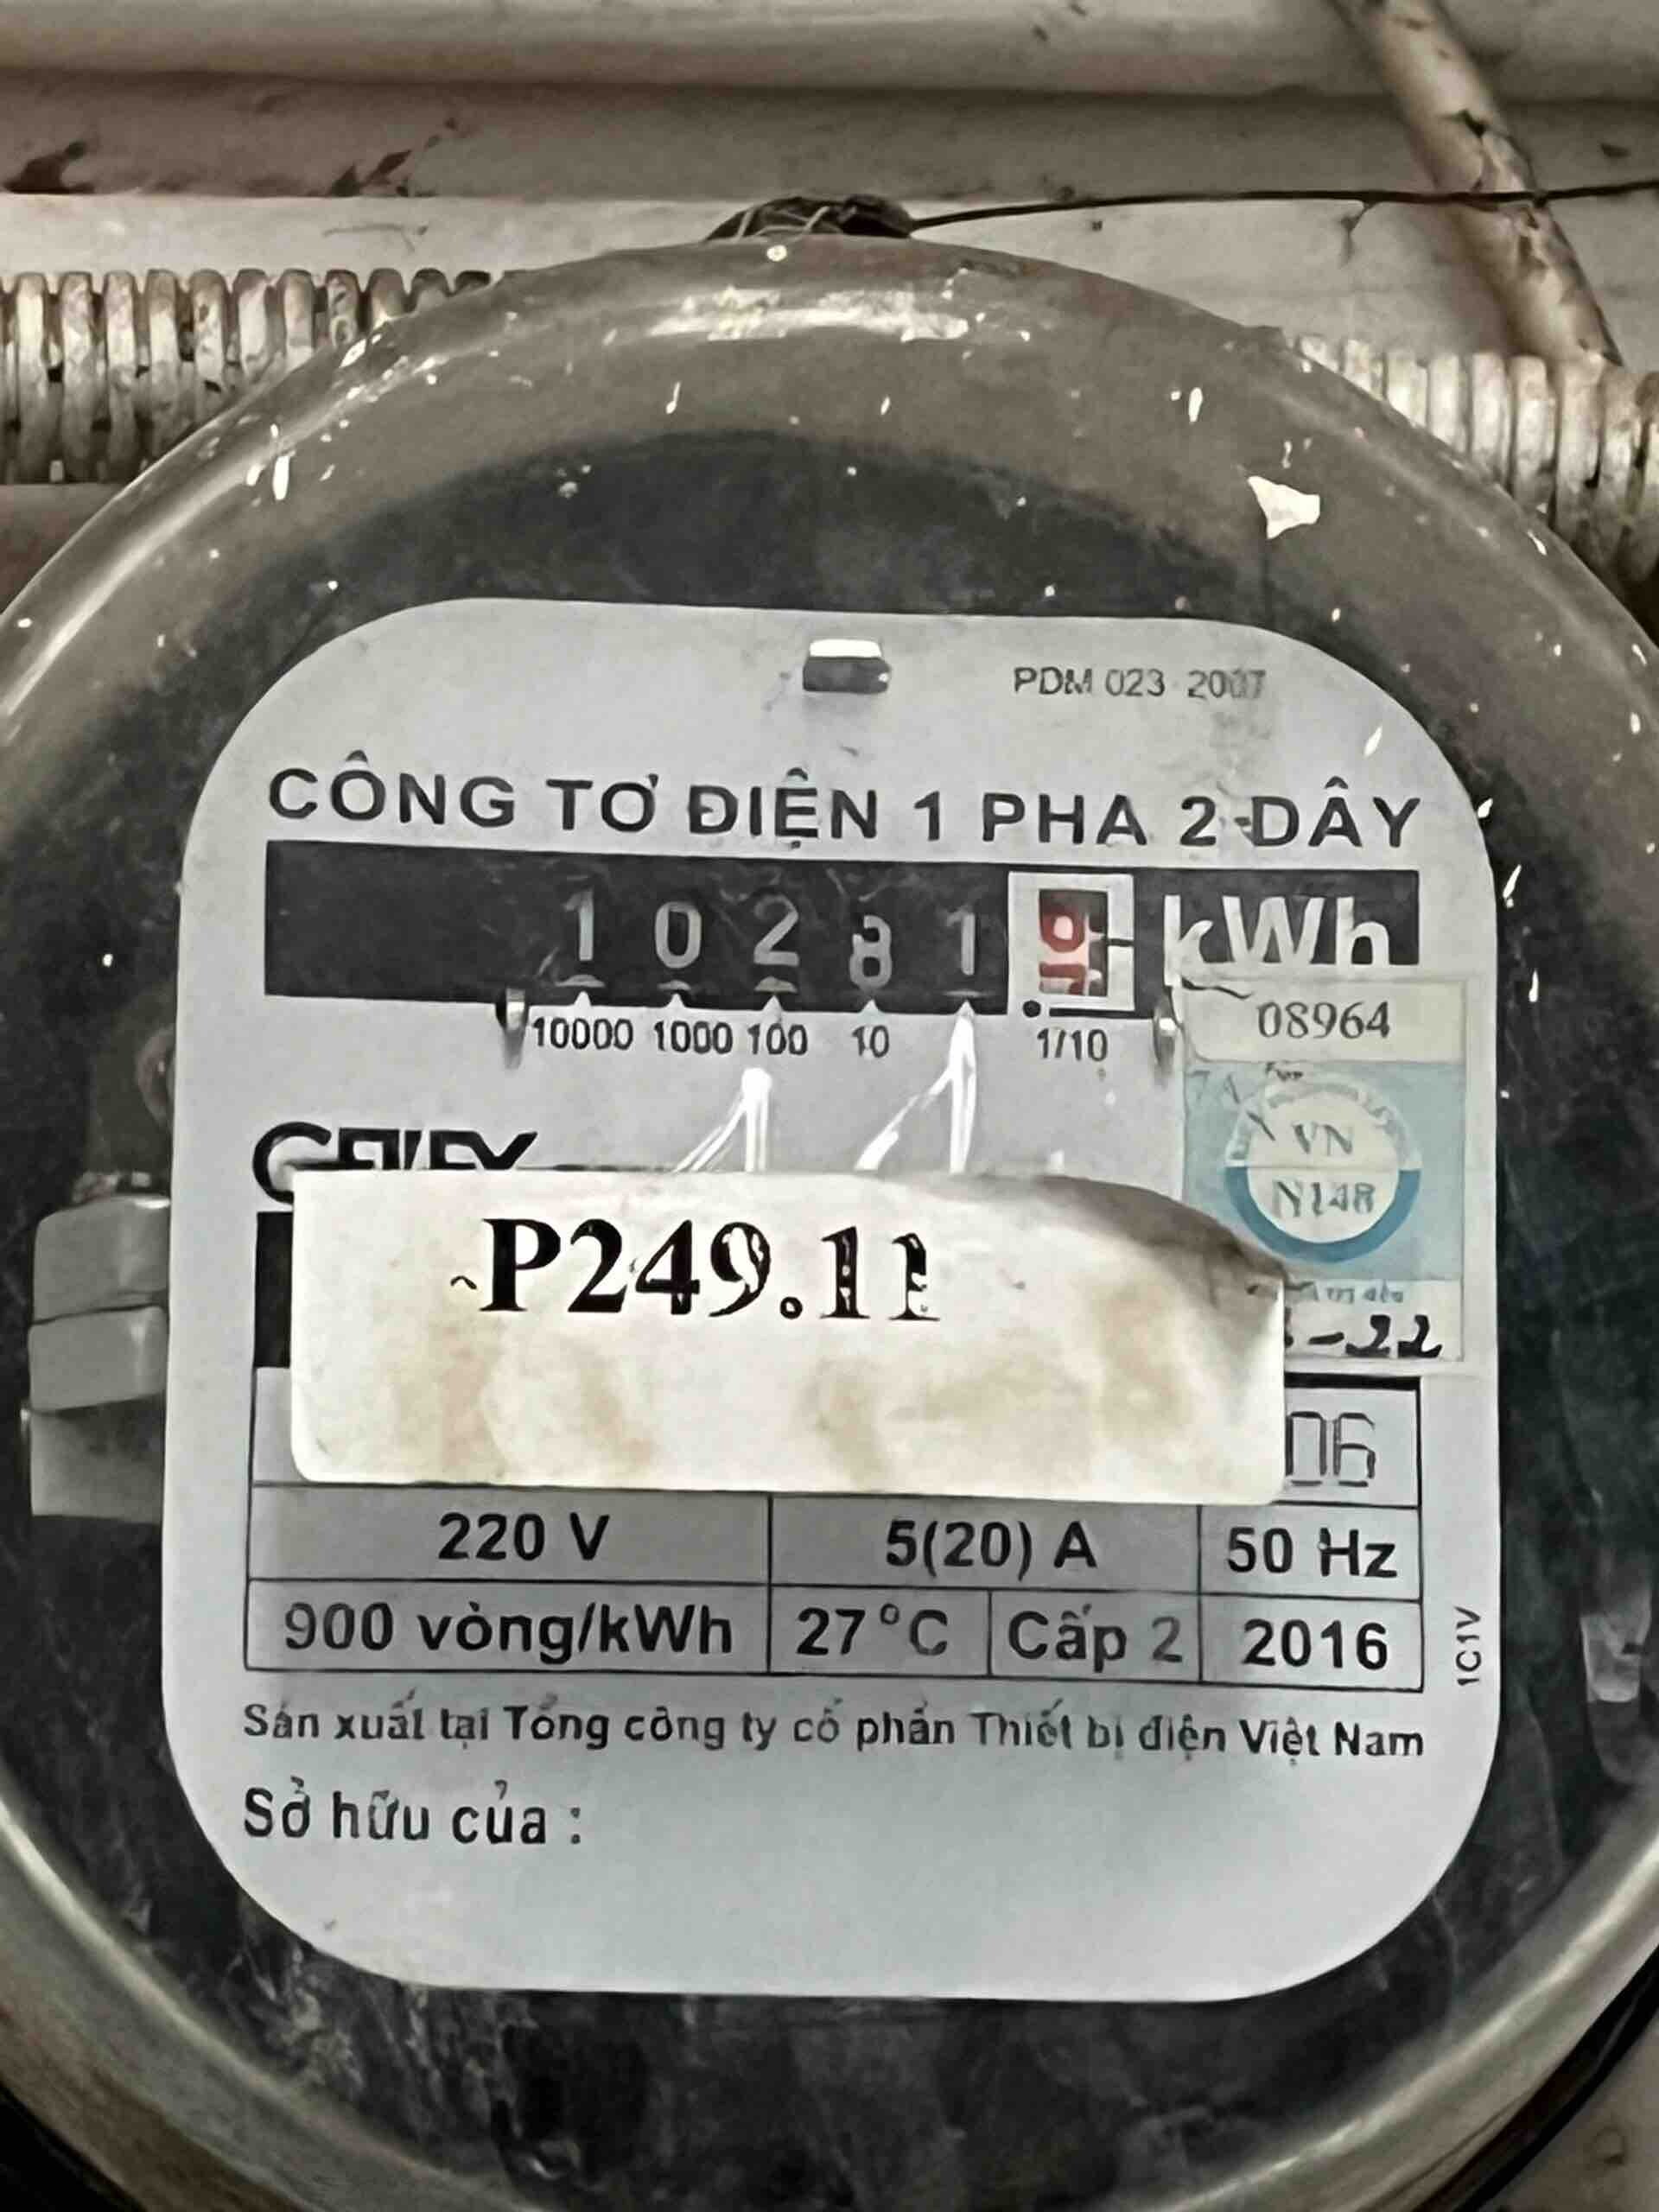 PDM 023 2007
CÔNG TƠ ĐIỆN 1 PHA 2 DÂY
1 0 2 8 1 9 kWh
10000 1000 100 10 1/10
08964
VN
N148
P249.11
-22
06
220 V 5(20) A 50 Hz
900 vòng/kWh 27°C Cấp 2 2016
1C1V
Sản xuất tại Tổng công ty cổ phần Thiết bị điện Việt Nam
Sở hữu của :